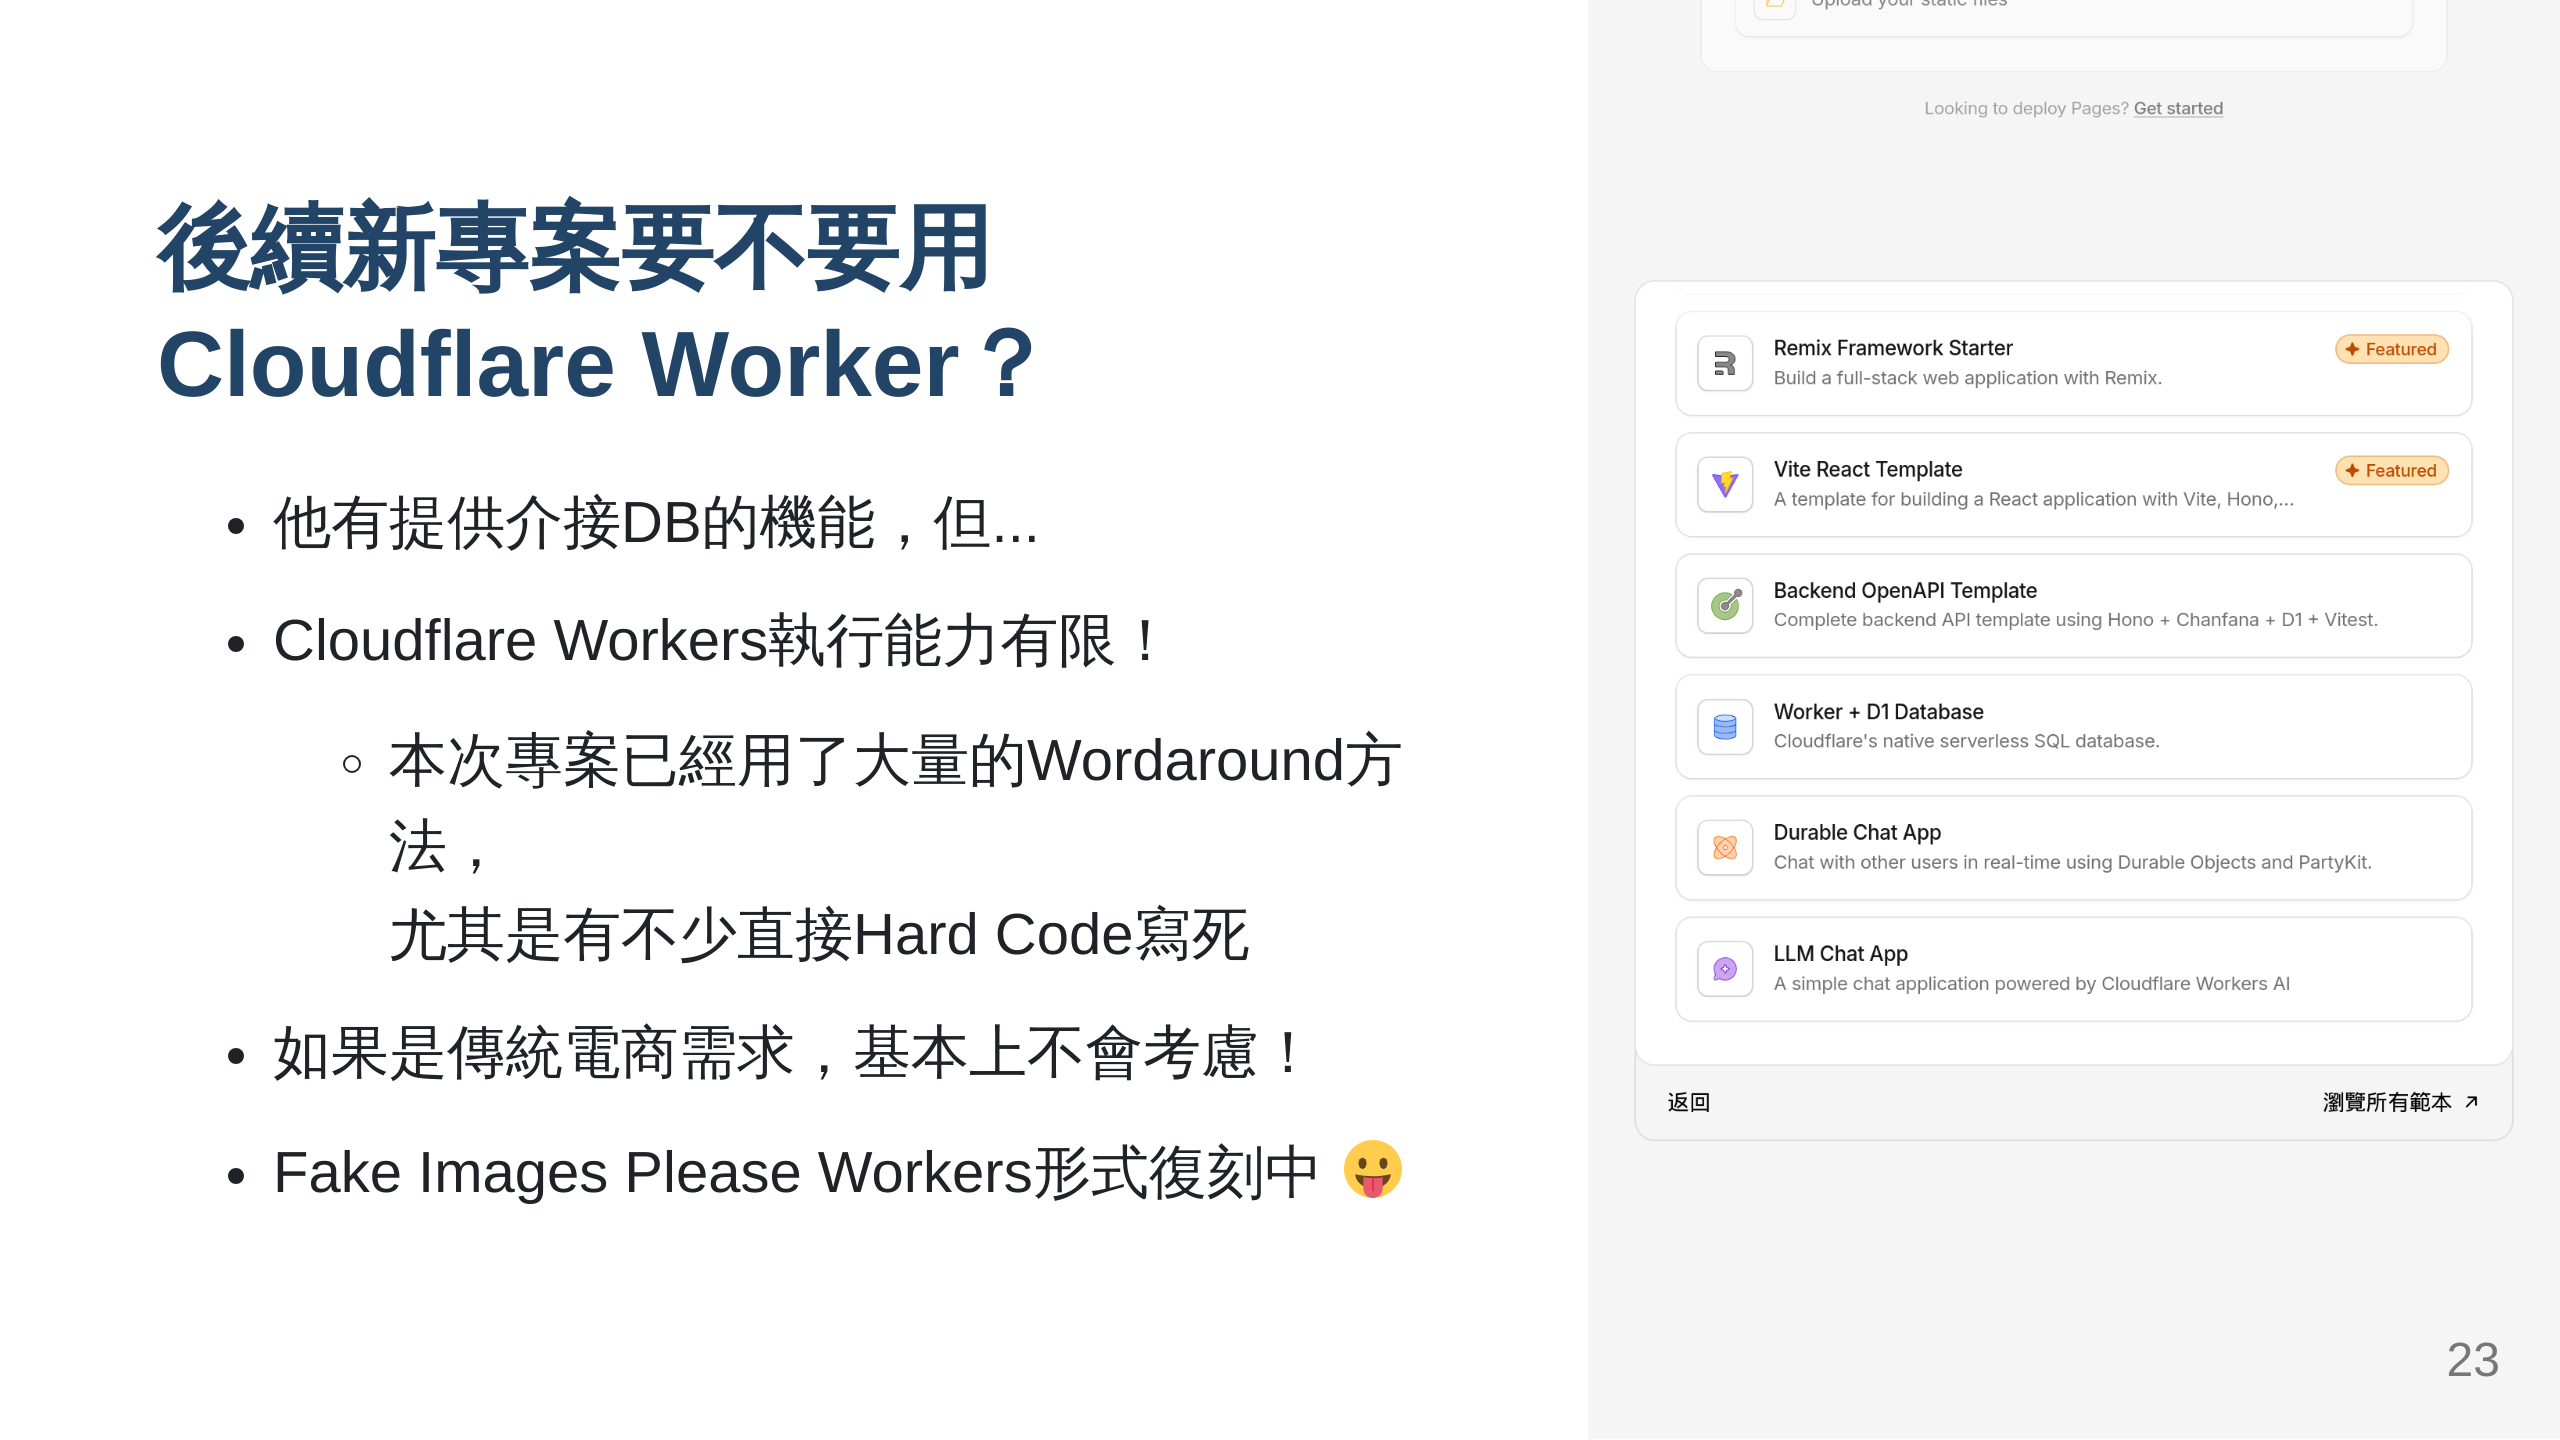 後續新專案要不要用
Cloudflare Worker？
他有提供介接DB的機能，但...
Cloudflare Workers執行能力有限！
本次專案已經用了大量的Wordaround方
法，
尤其是有不少直接Hard Code寫死
如果是傳統電商需求，基本上不會考慮！
Fake Images Please Workers形式復刻中 😛
Upload your static files
Looking to deploy Pages? Get started
Remix Framework Starter
Featured
Build a full-stack web application with Remix.
Vite React Template
Featured
A template for building a React application with Vite, Hono,...
Backend OpenAPI Template
Complete backend API template using Hono + Chanfana + D1 + Vitest.
Worker + D1 Database
Cloudflare's native serverless SQL database.
Durable Chat App
Chat with other users in real-time using Durable Objects and PartyKit.
LLM Chat App
A simple chat application powered by Cloudflare Workers AI
返回
瀏覽所有範本
23